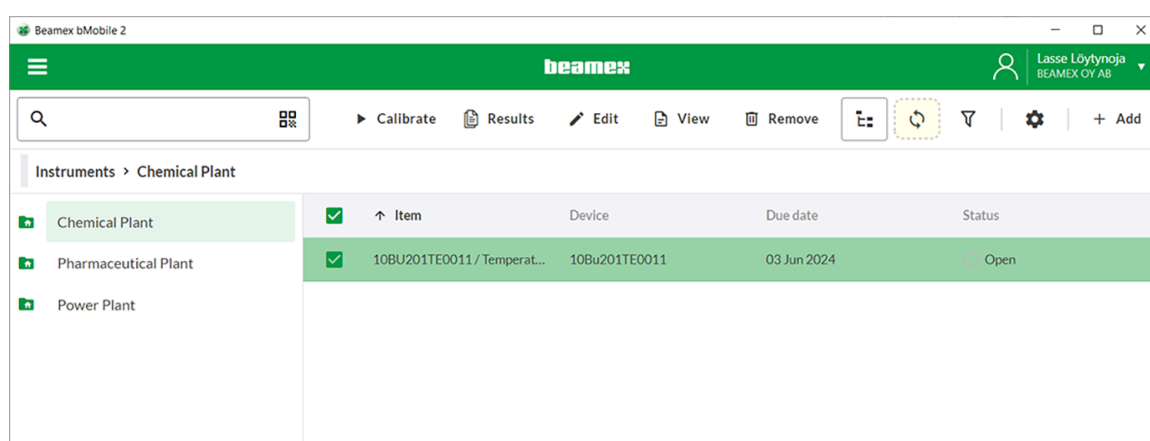 Beamex bMobile 2
beamex
Lasse Löytynoja
BEAMEX OY AB
Calibrate Results Edit View Remove + Add
Instruments > Chemical Plant
Chemical Plant
Pharmaceutical Plant
Power Plant
Item Device Due date Status
10BU201TE0011 / Temperat... 10Bu201TE0011 03 Jun 2024 Open